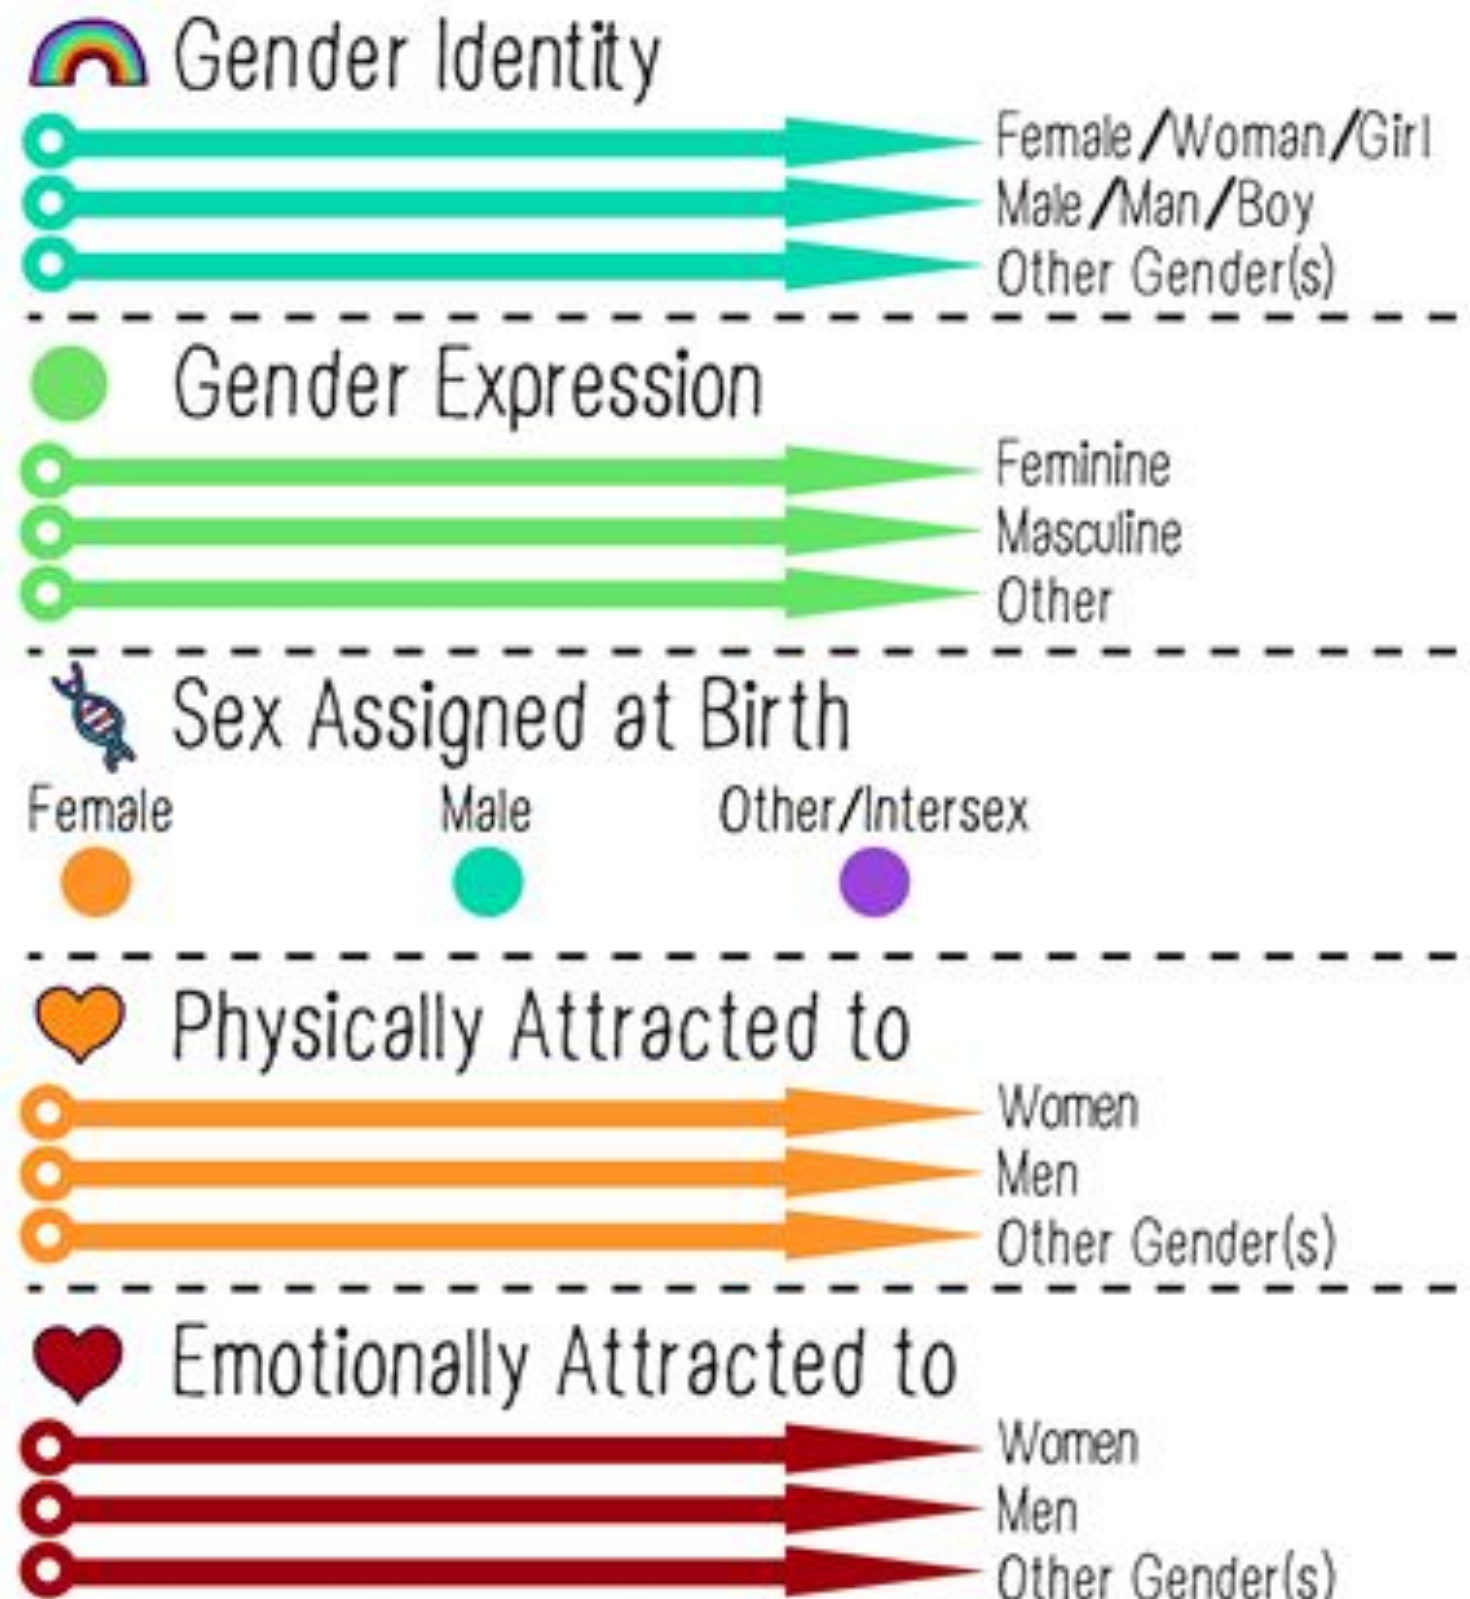 Gender Identity
Female/Woman/Girl
Male/Man/Boy
Other Gender(s)
Gender Expression
Feminine
Masculine
Other
Sex Assigned at Birth
Female Male Other/Intersex
Physically Attracted to
Women
Men
Other Gender(s)
Emotionally Attracted to
Women
Men
Other Gender(s)